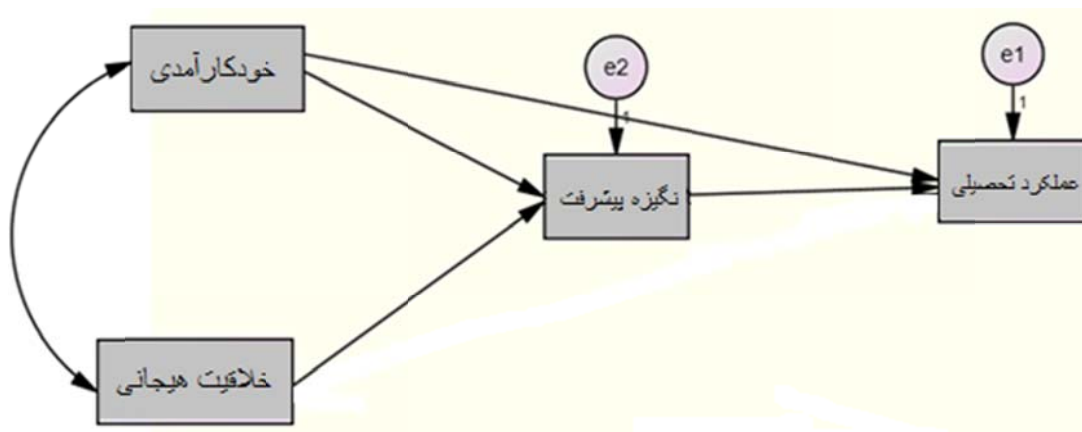 خودکارآمدی
e2
1
e1
1
نگیزه پیشرفت
عملکرد تحصیلی
خلاقیت هیجانی